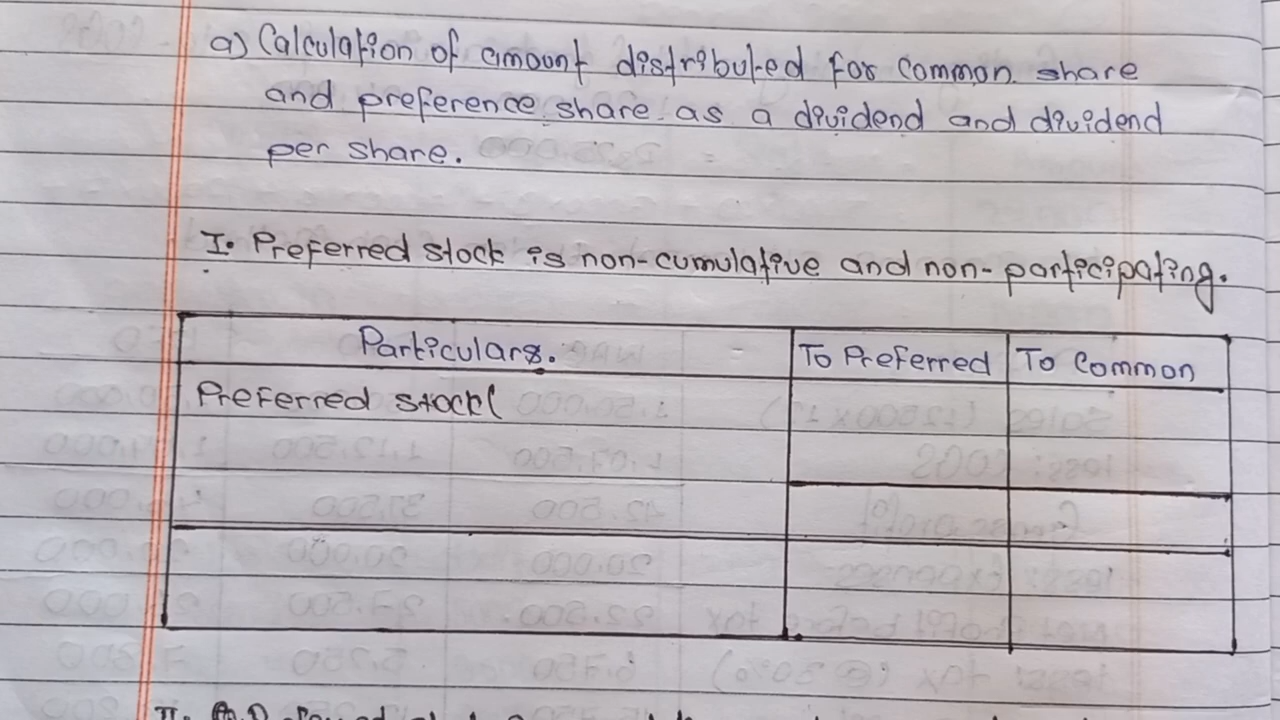 a) Calculation of amount distributed for common share
and preference share as a dividend and dividend
per share.
I. Preferred stock is non-cumulative and non-participating.
Particulars. To Preferred To Common
Preferred stock(
II.